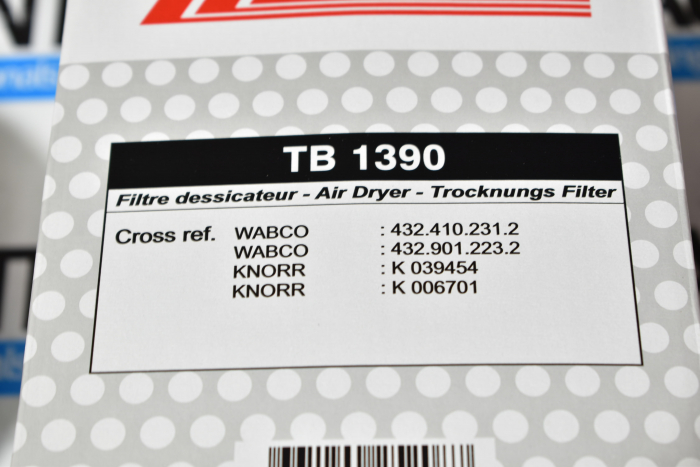 TB 1390
Filtre dessicateur - Air Dryer - Trocknungs Filter
Cross ref. WABCO : 432.410.231.2
WABCO : 432.901.223.2
KNORR : K 039454
KNORR : K 006701